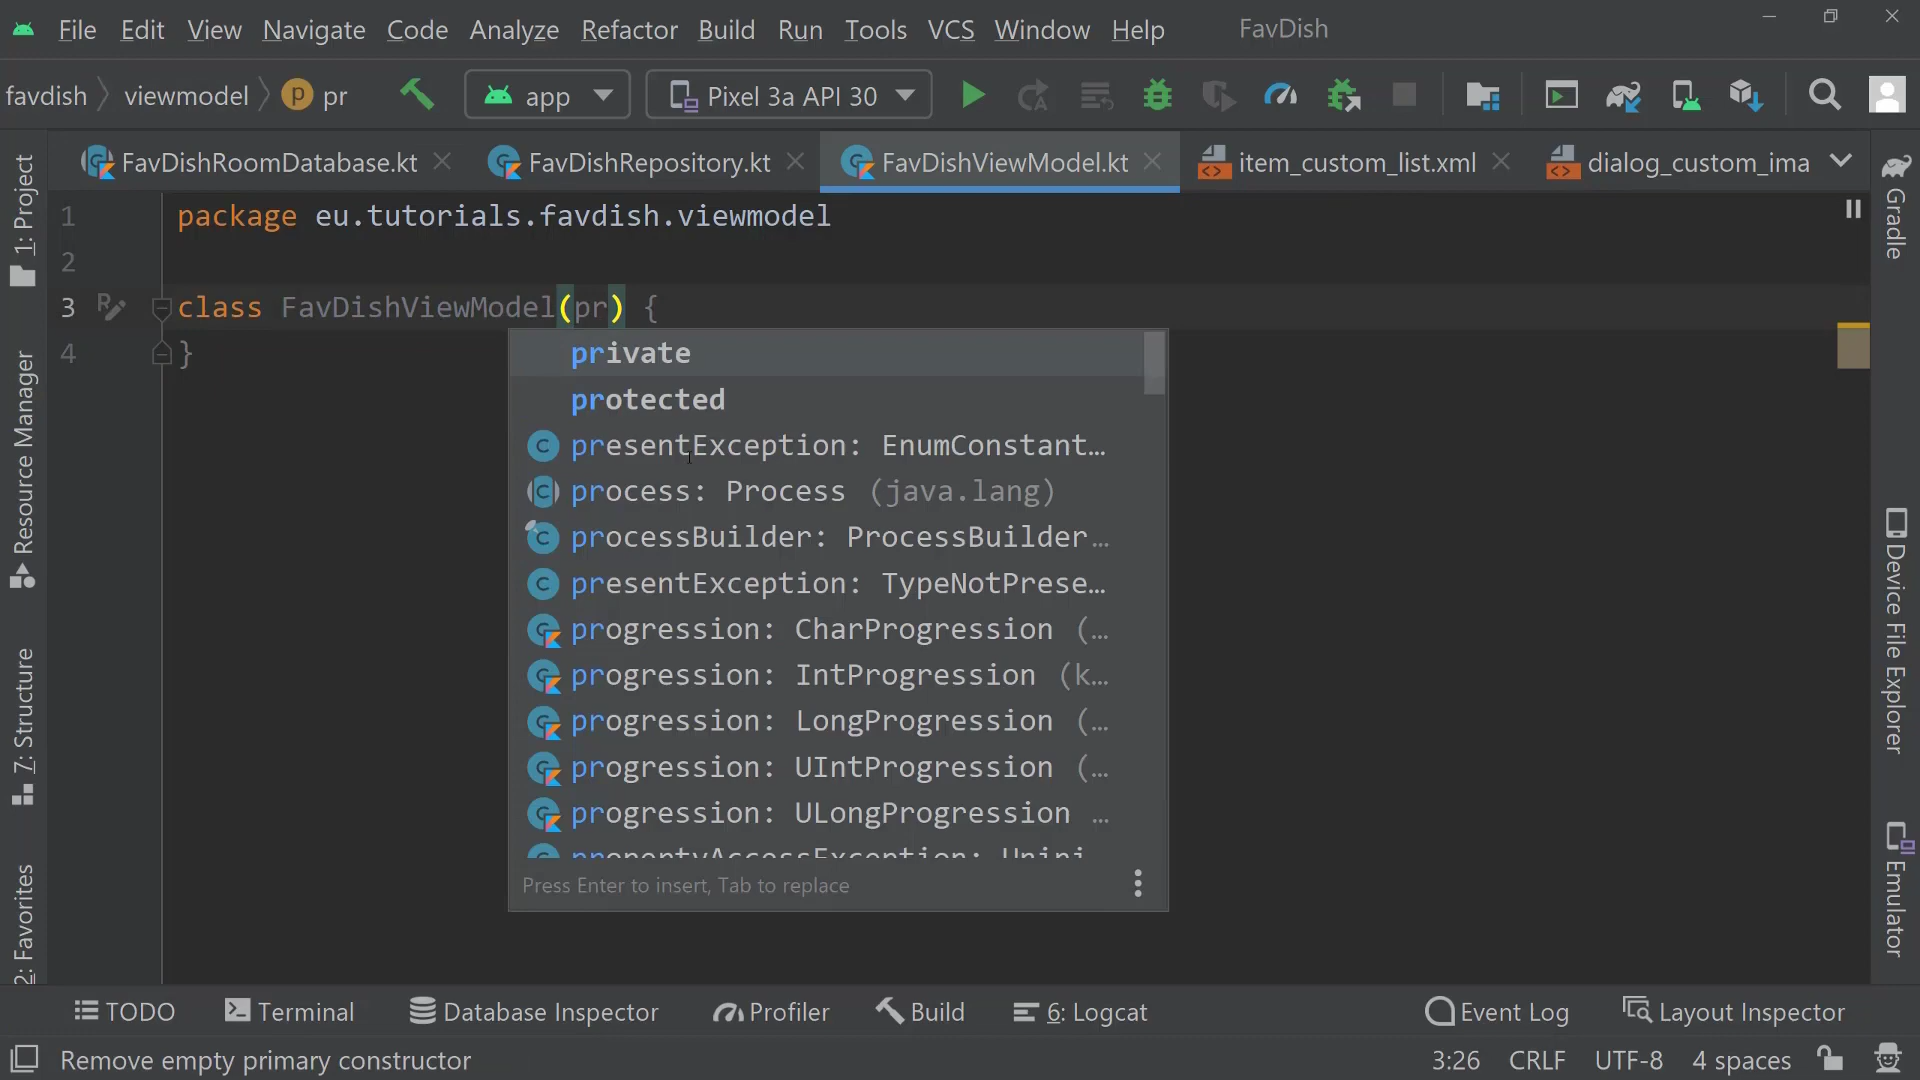 File Edit View Navigate Code Analyze Refactor Build Run Tools VCS Window Help FavDish
favdish viewmodel p pr app Pixel 3a API 30
FavDishRoomDatabase.kt FavDishRepository.kt FavDishViewModel.kt item_custom_list.xml dialog_custom_ima
1: Project
Resource Manager
7: Structure
2: Favorites
1 package eu.tutorials.favdish.viewmodel
2
3 class FavDishViewModel(pr) {
4 }
private
protected
presentException: EnumConstant…
process: Process (java.lang)
processBuilder: ProcessBuilder…
presentException: TypeNotPrese…
progression: CharProgression (…
progression: IntProgression (k…
progression: LongProgression (…
progression: UIntProgression (…
progression: ULongProgression …
propertyAccessException: Unini
Press Enter to insert, Tab to replace
Gradle
Device File Explorer
Emulator
TODO Terminal Database Inspector Profiler Build 6: Logcat Event Log Layout Inspector
Remove empty primary constructor 3:26 CRLF UTF-8 4 spaces